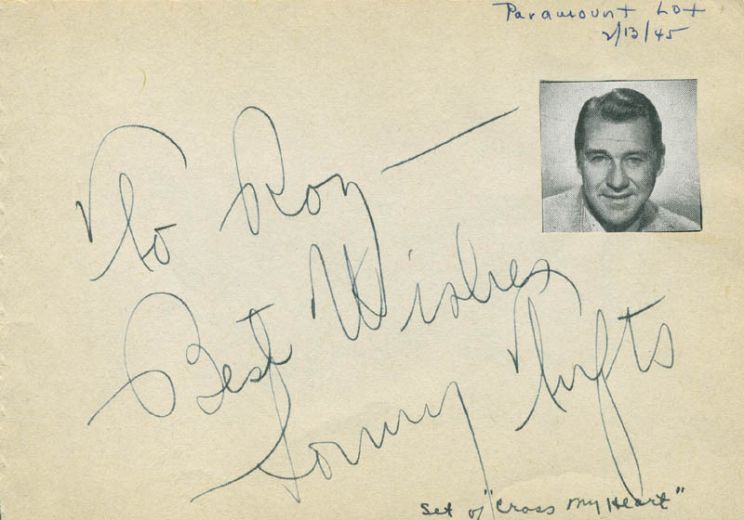 Paramount Lot
2/13/45
To Roy —
Best Wishes
Sonny Tufts
Set of "Cross My Heart"